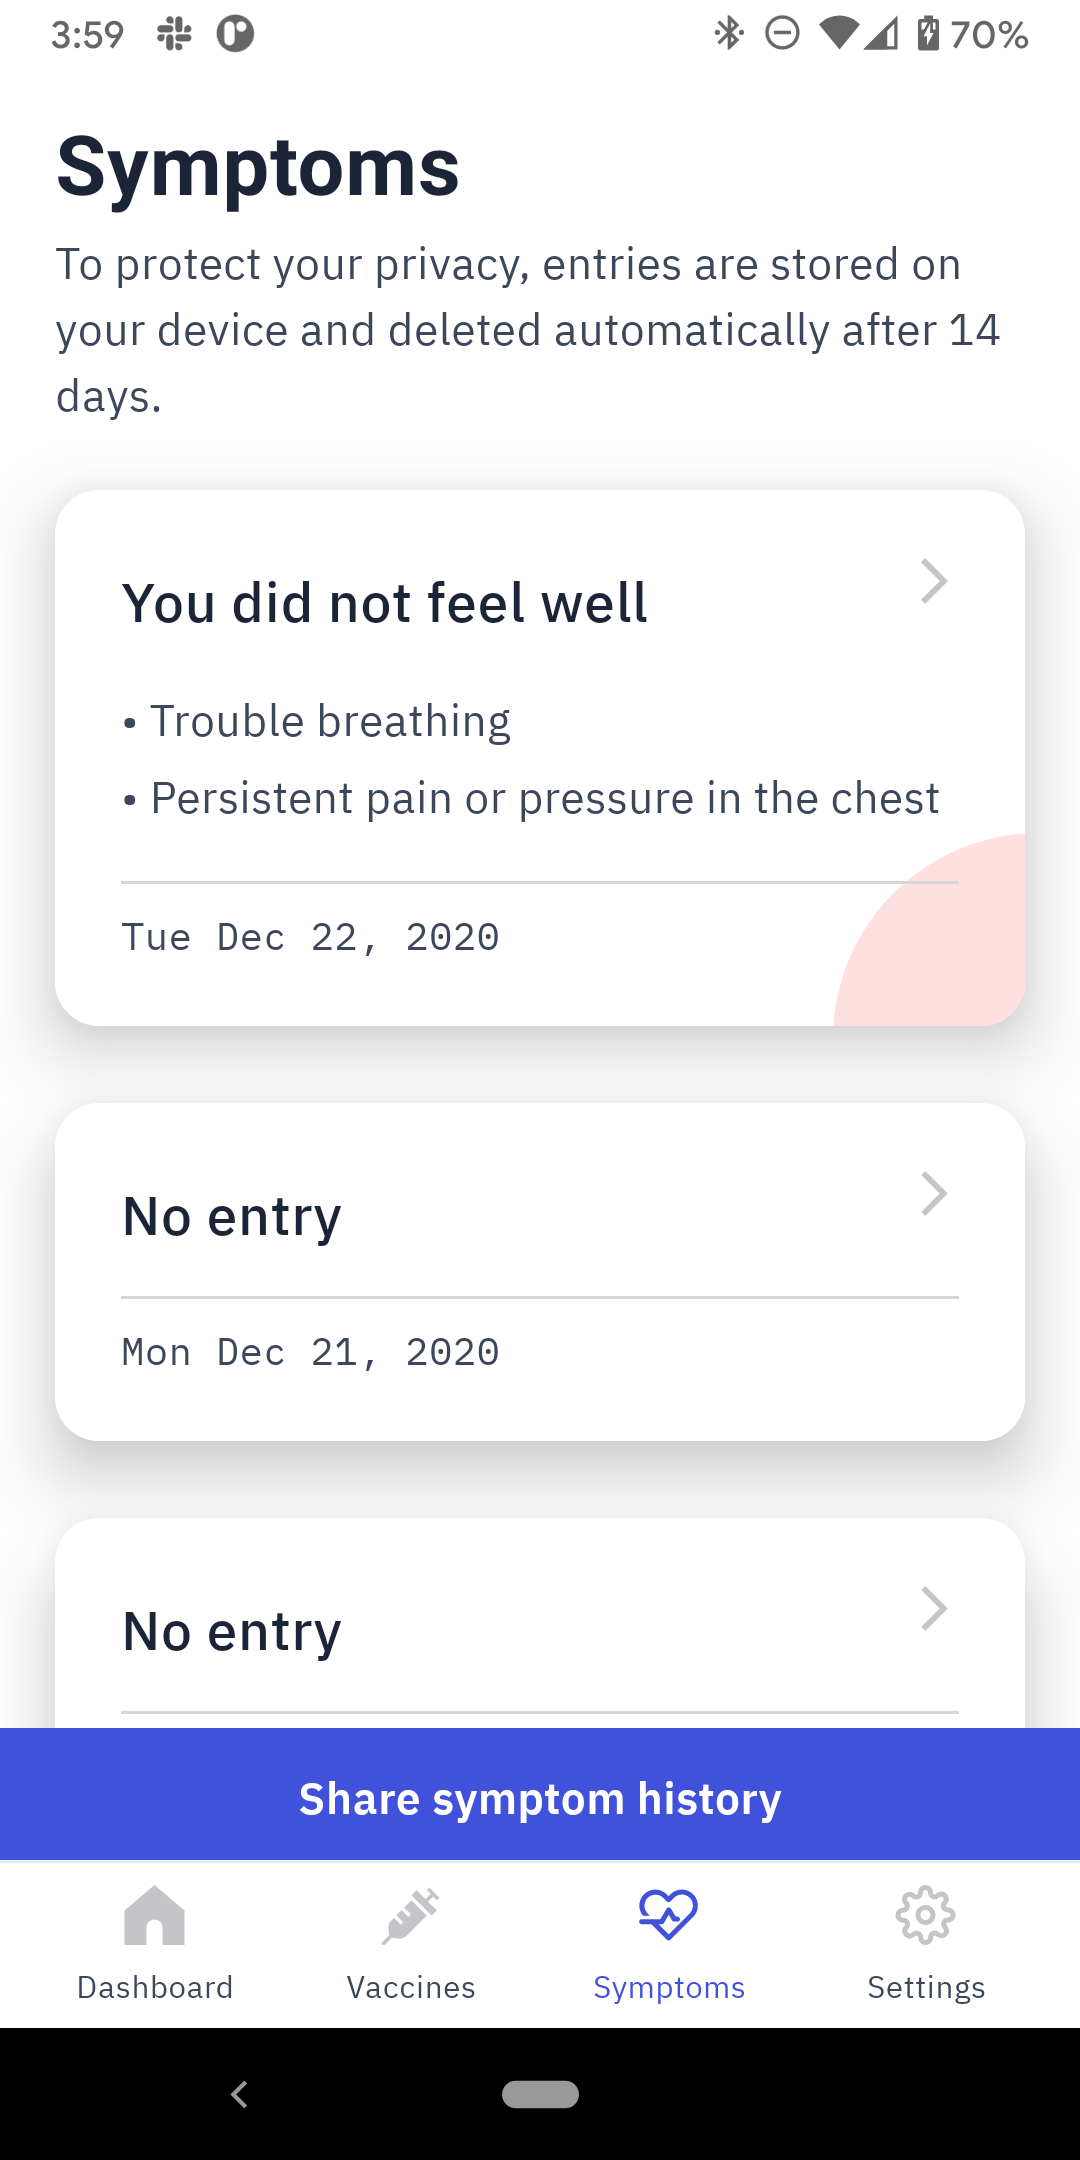 3:59
70%
Symptoms
To protect your privacy, entries are stored on
your device and deleted automatically after 14
days.
You did not feel well
• Trouble breathing
• Persistent pain or pressure in the chest
Tue Dec 22, 2020
No entry
Mon Dec 21, 2020
No entry
Share symptom history
Dashboard
Vaccines
Symptoms
Settings